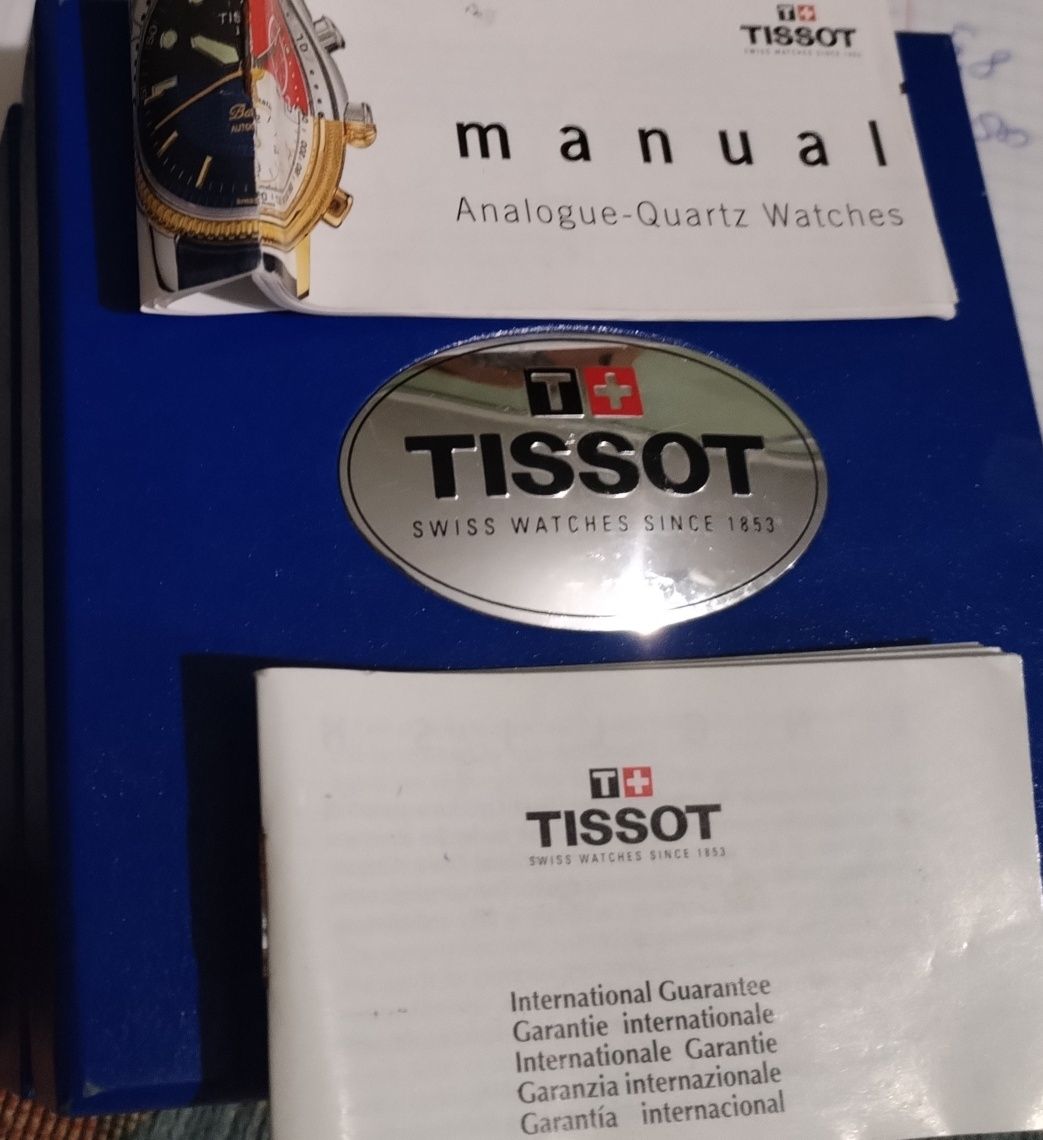 T+
TISSOT
SWISS WATCHES SINCE 1853
manual
Analogue-Quartz Watches
T+
TISSOT
SWISS WATCHES SINCE 1853
T+
TISSOT
SWISS WATCHES SINCE 1853
International Guarantee
Garantie internationale
Internationale Garantie
Garanzia internazionale
Garantía internacional